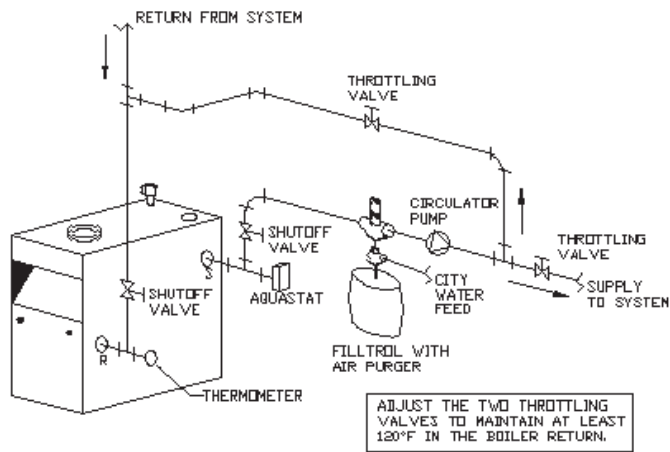 RETURN FROM SYSTEM
THROTTLING
VALVE
CIRCULATOR
PUMP
SHUTOFF
VALVE
THROTTLING
VALVE
S
AQUASTAT
CITY
WATER
FEED
SUPPLY
TO SYSTEM
SHUTOFF
VALVE
R
FILLTROL WITH
AIR PURGER
THERMOMETER
ADJUST THE TWO THROTTLING
VALVES TO MAINTAIN AT LEAST
120°F IN THE BOILER RETURN.